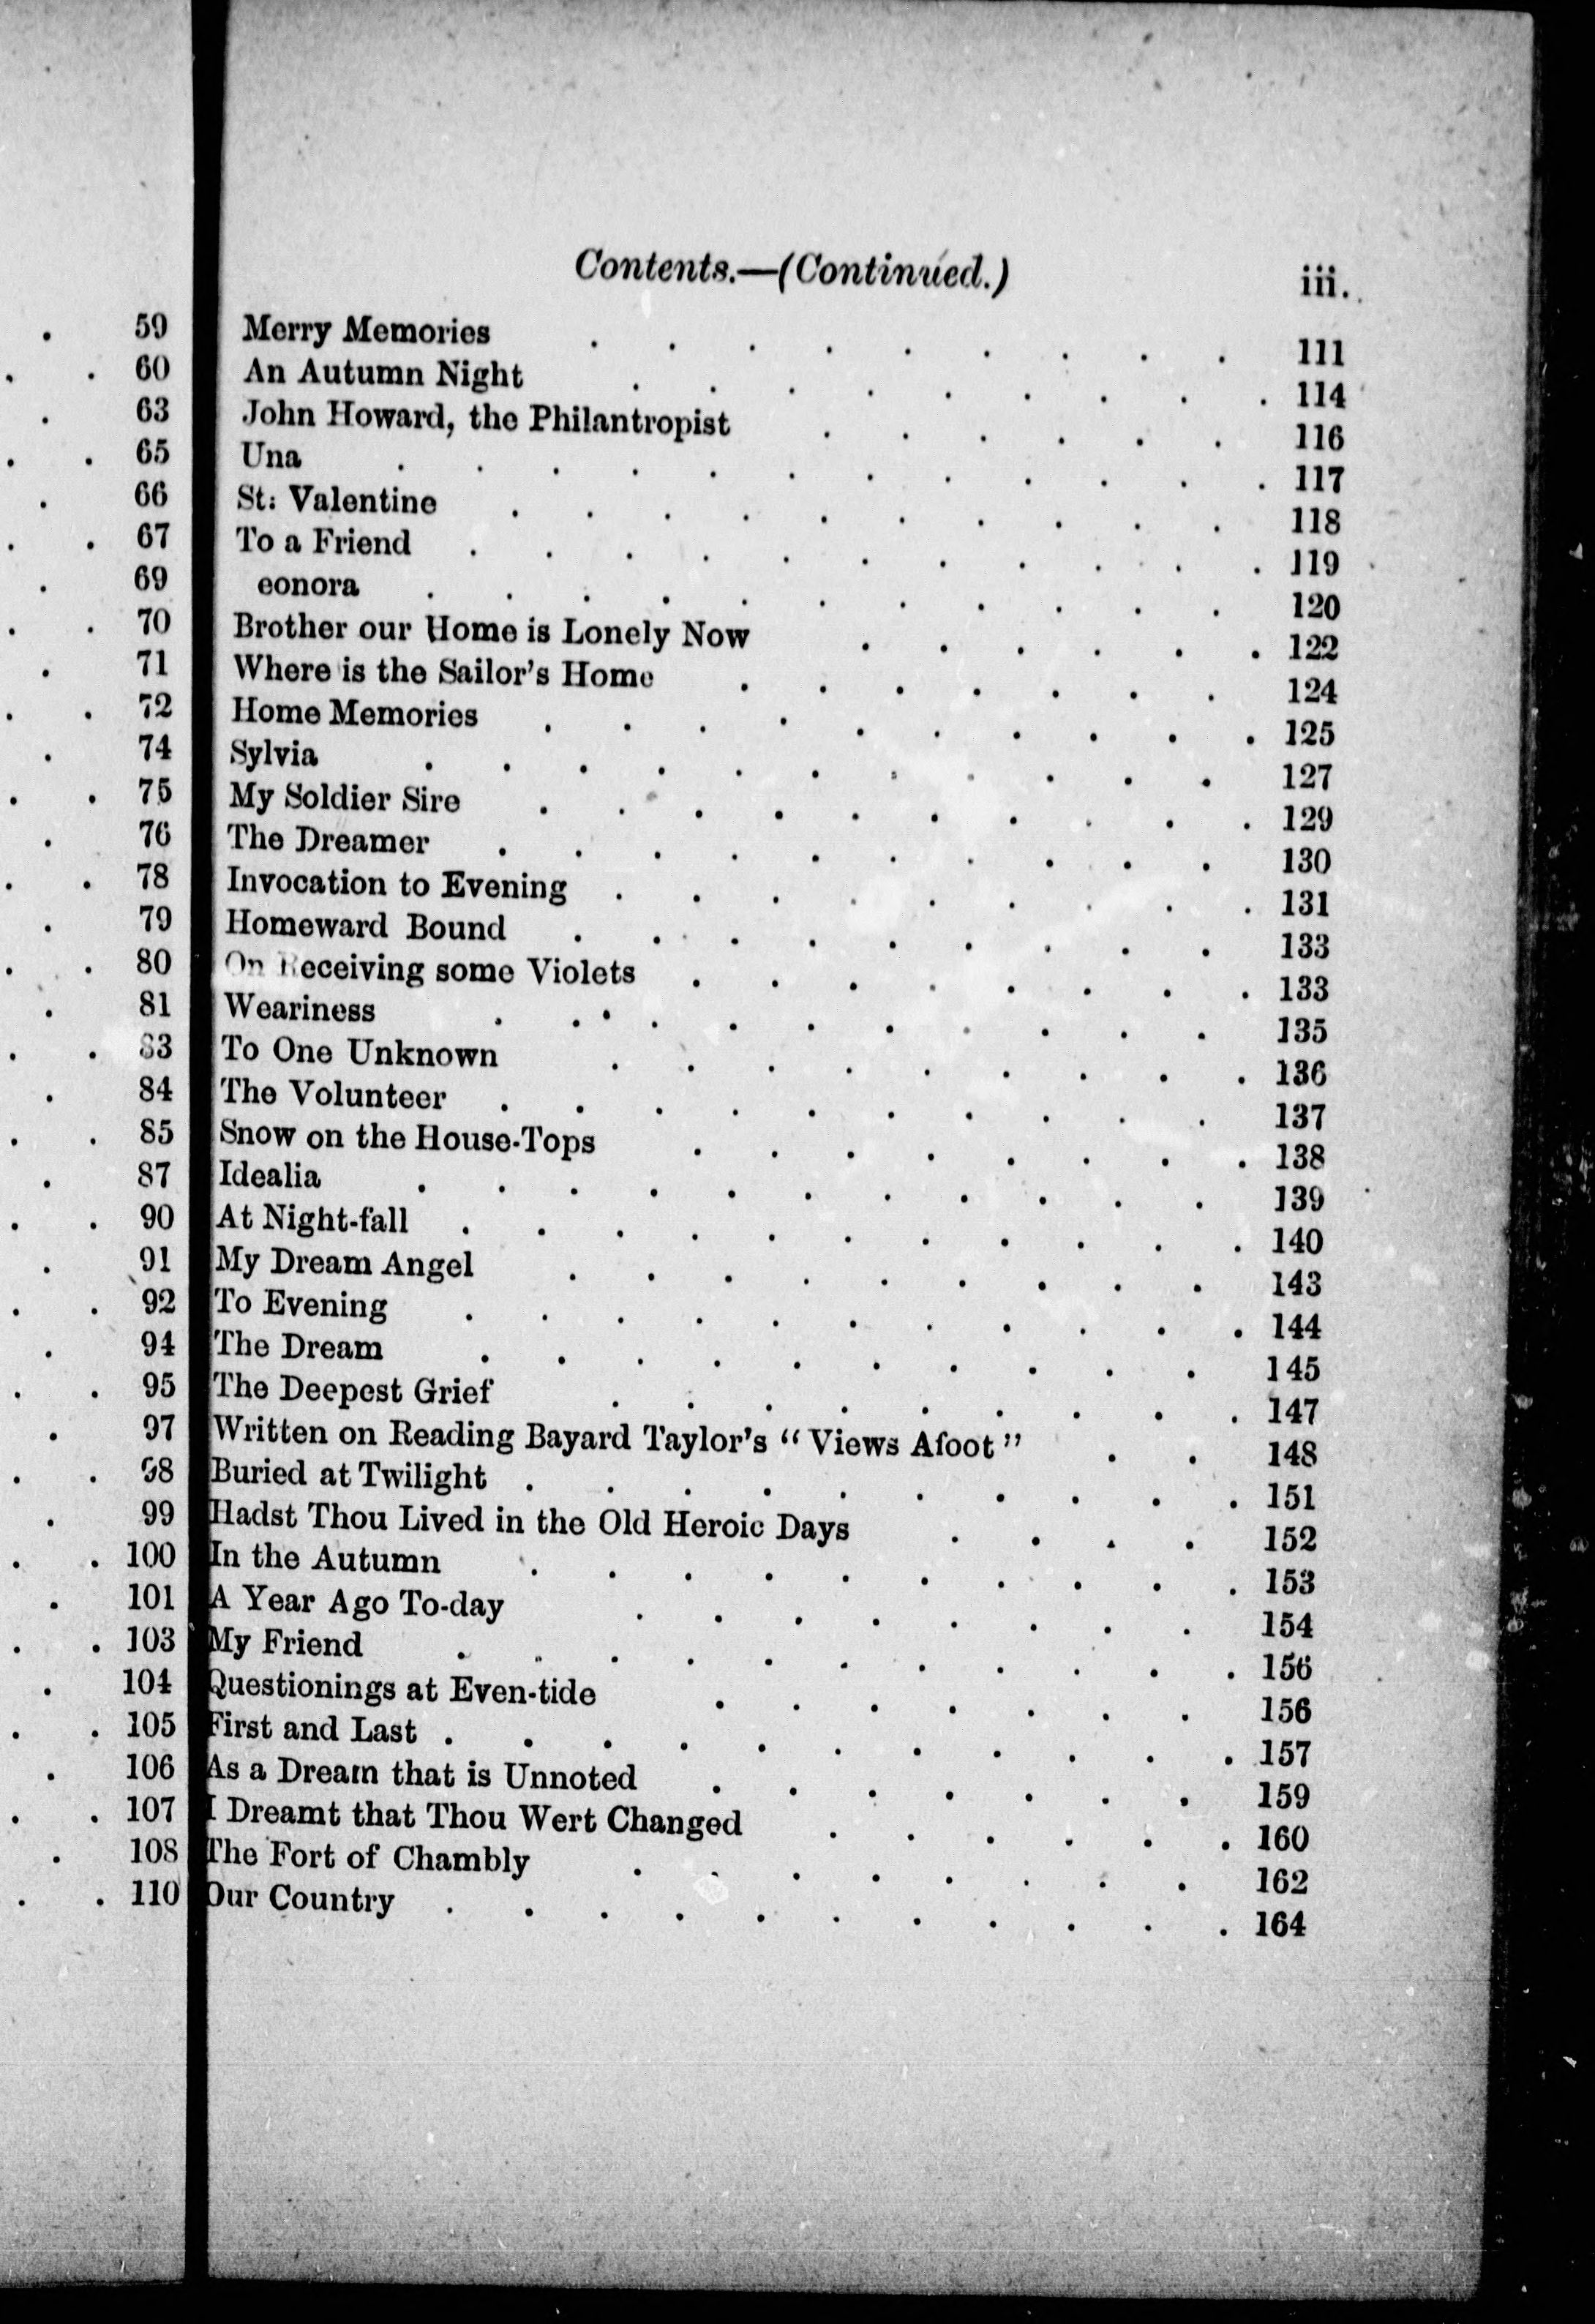 59
60
63
65
66
67
69
70
71
72
74
75
76
78
79
80
81
83
84
85
87
90
91
92
94
95
97
98
99
100
101
103
104
105
106
107
108
110
Contents.—(Continued.) iii.
Merry Memories . . . . . . . . . 111
An Autumn Night . . . . . . . . . 114
John Howard, the Philantropist . . . . . . 116
Una . . . . . . . . . . . . 117
St. Valentine . . . . . . . . . . 118
To a Friend . . . . . . . . . . . 119
eonora . . . . . . . . . . . 120
Brother our Home is Lonely Now . . . . . . 122
Where is the Sailor's Home . . . . . . . 124
Home Memories . . . . . . . . . . 125
Sylvia . . . . . . . . . . . 127
My Soldier Sire . . . . . . . . . . 129
The Dreamer . . . . . . . . . . 130
Invocation to Evening . . . . . . . . . 131
Homeward Bound . . . . . . . . . 133
On Receiving some Violets . . . . . . . . 133
Weariness . . . . . . . . . . 135
To One Unknown . . . . . . . . . 136
The Volunteer . . . . . . . . . . 137
Snow on the House-Tops . . . . . . . . 138
Idealia . . . . . . . . . . . 139
At Night-fall . . . . . . . . . . . 140
My Dream Angel . . . . . . . . . 143
To Evening . . . . . . . . . . . 144
The Dream . . . . . . . . . . 145
The Deepest Grief . . . . . . . . . 147
Written on Reading Bayard Taylor's "Views Afoot" . . 148
Buried at Twilight . . . . . . . . . . 151
Hadst Thou Lived in the Old Heroic Days . . . . 152
In the Autumn . . . . . . . . . . 153
A Year Ago To-day . . . . . . . . 154
My Friend . . . . . . . . . . . 156
Questionings at Even-tide . . . . . . . 156
First and Last . . . . . . . . . . . 157
As a Dream that is Unnoted . . . . . . . 159
I Dreamt that Thou Wert Changed . . . . . . 160
The Fort of Chambly . . . . . . . . 162
Our Country . . . . . . . . . . . 164